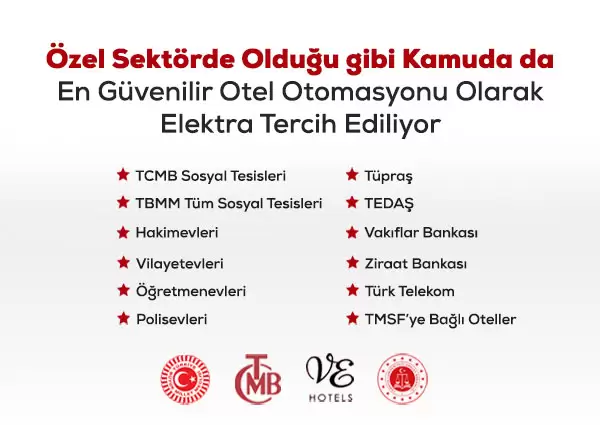 Özel Sektörde Olduğu gibi Kamuda da
En Güvenilir Otel Otomasyonu Olarak
Elektra Tercih Ediliyor
TCMB Sosyal Tesisleri
TBMM Tüm Sosyal Tesisleri
Hakimevleri
Vilayetevleri
Öğretmenevleri
Polisevleri
Tüpraş
TEDAŞ
Vakıflar Bankası
Ziraat Bankası
Türk Telekom
TMSF'ye Bağlı Oteller
TCMB
VE
HOTELS